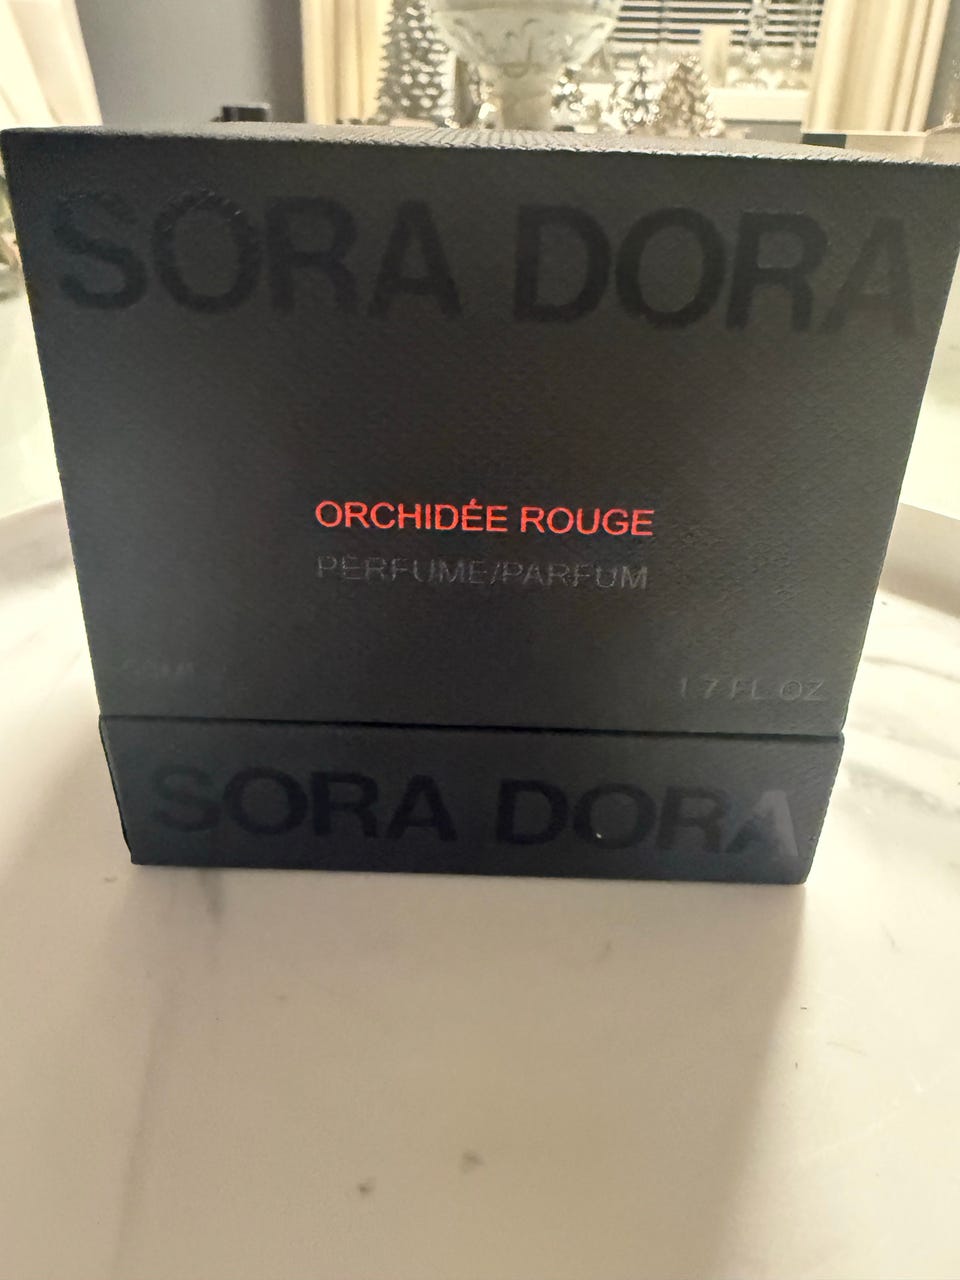 SORA DORA
ORCHIDÉE ROUGE
PERFUME/PARFUM
1.7 FL OZ
SORA DORA